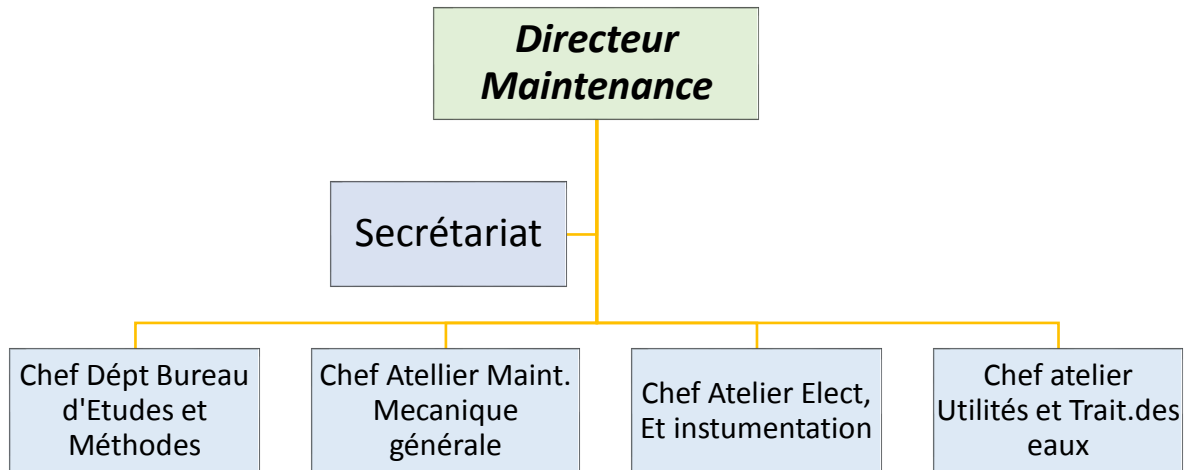 Directeur
Maintenance
Secrétariat
Chef Dépt Bureau
d'Etudes et
Méthodes
Chef Atellier Maint.
Mecanique
générale
Chef Atelier Elect,
Et instumentation
Chef atelier
Utilités et Trait.des
eaux